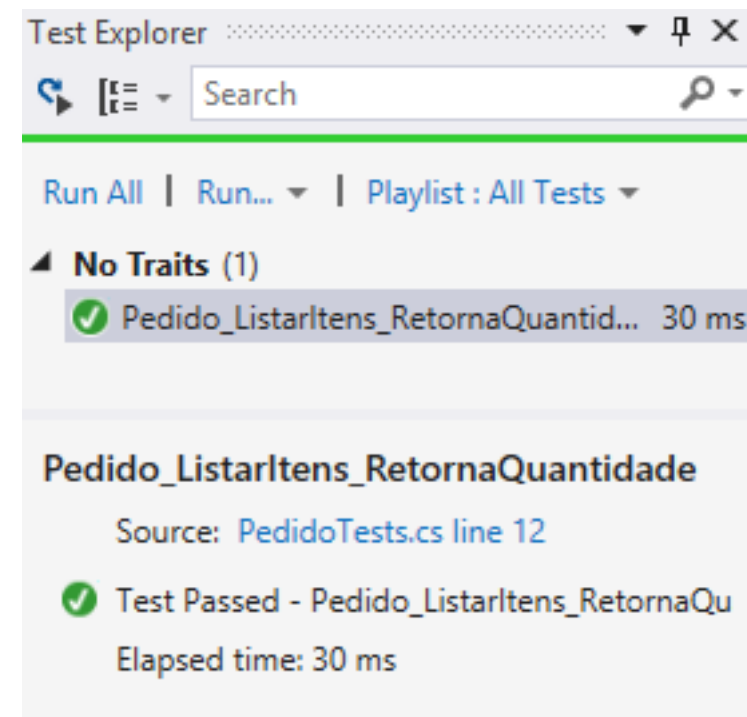 Test Explorer
Search
Run All | Run... | Playlist : All Tests
No Traits (1)
Pedido_ListarItens_RetornaQuantid... 30 ms
Pedido_ListarItens_RetornaQuantidade
Source: PedidoTests.cs line 12
Test Passed - Pedido_ListarItens_RetornaQu
Elapsed time: 30 ms